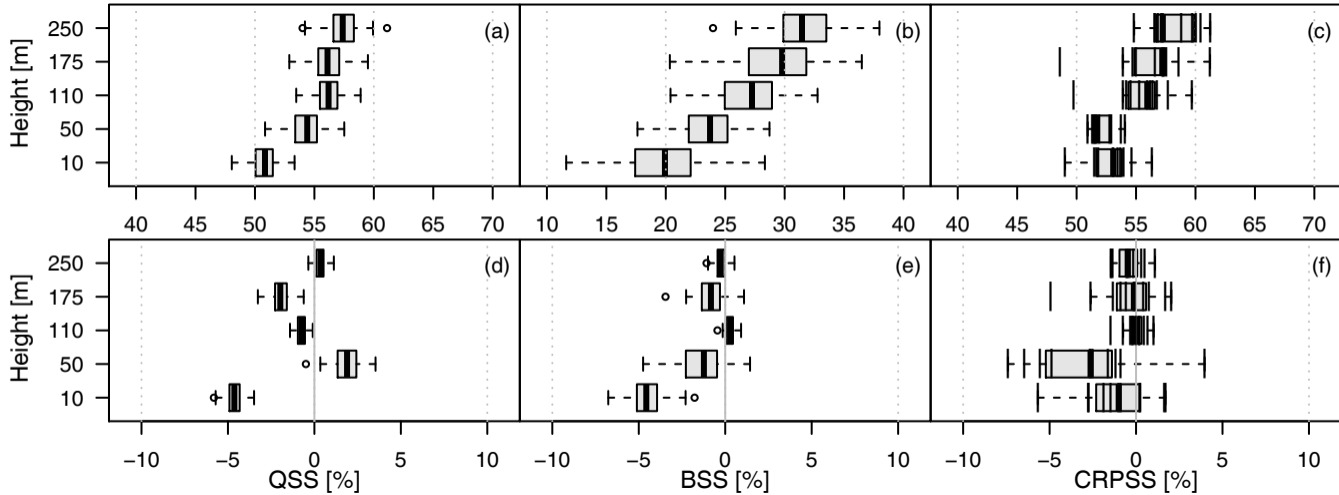 Height [m]
250
175
110
50
10
(a)
(b)
(c)
40 45 50 55 60 65 70
10 15 20 25 30 35 40
40 45 50 55 60 65 70
Height [m]
250
175
110
50
10
(d)
(e)
(f)
−10 −5 0 5 10
−10 −5 0 5 10
−10 −5 0 5 10
QSS [%]
BSS [%]
CRPSS [%]